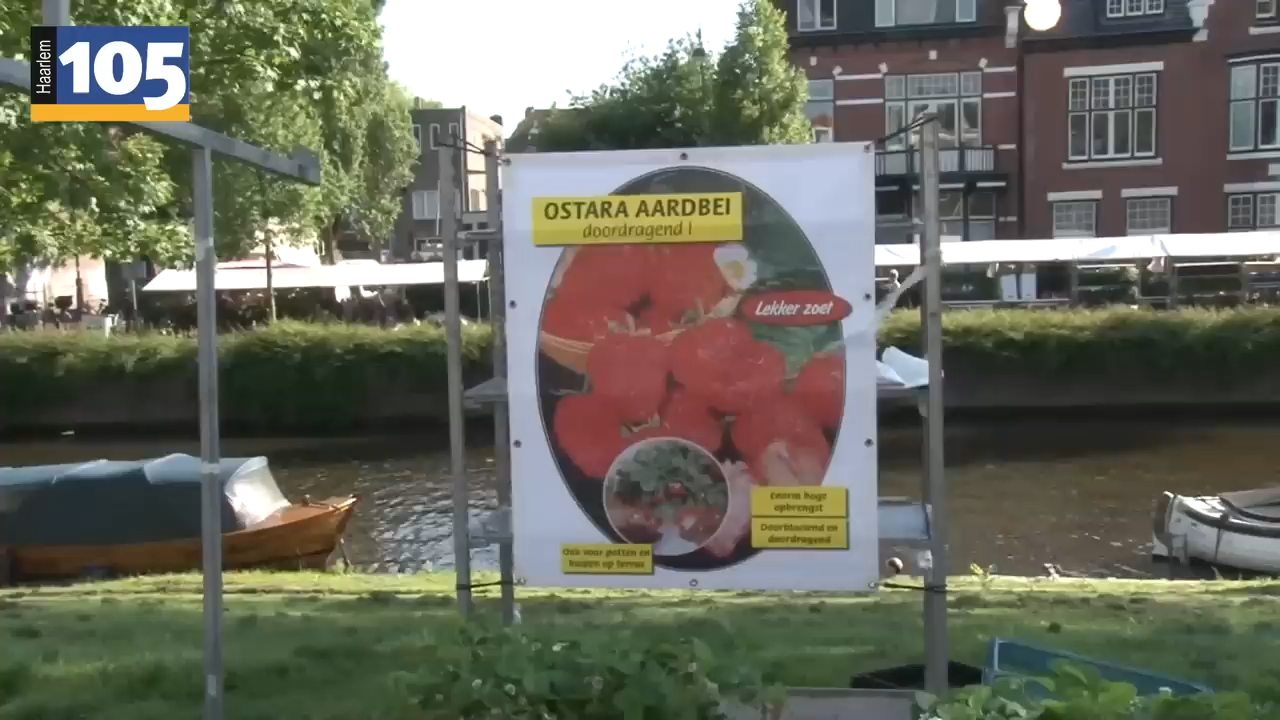 Haarlem
105
OSTARA AARDBEI
doordragend !
Lekker zoet
Enorm hoge
opbrengst
Doorbloeiend en
doordragend
Ook voor potten en
kuipen op terras